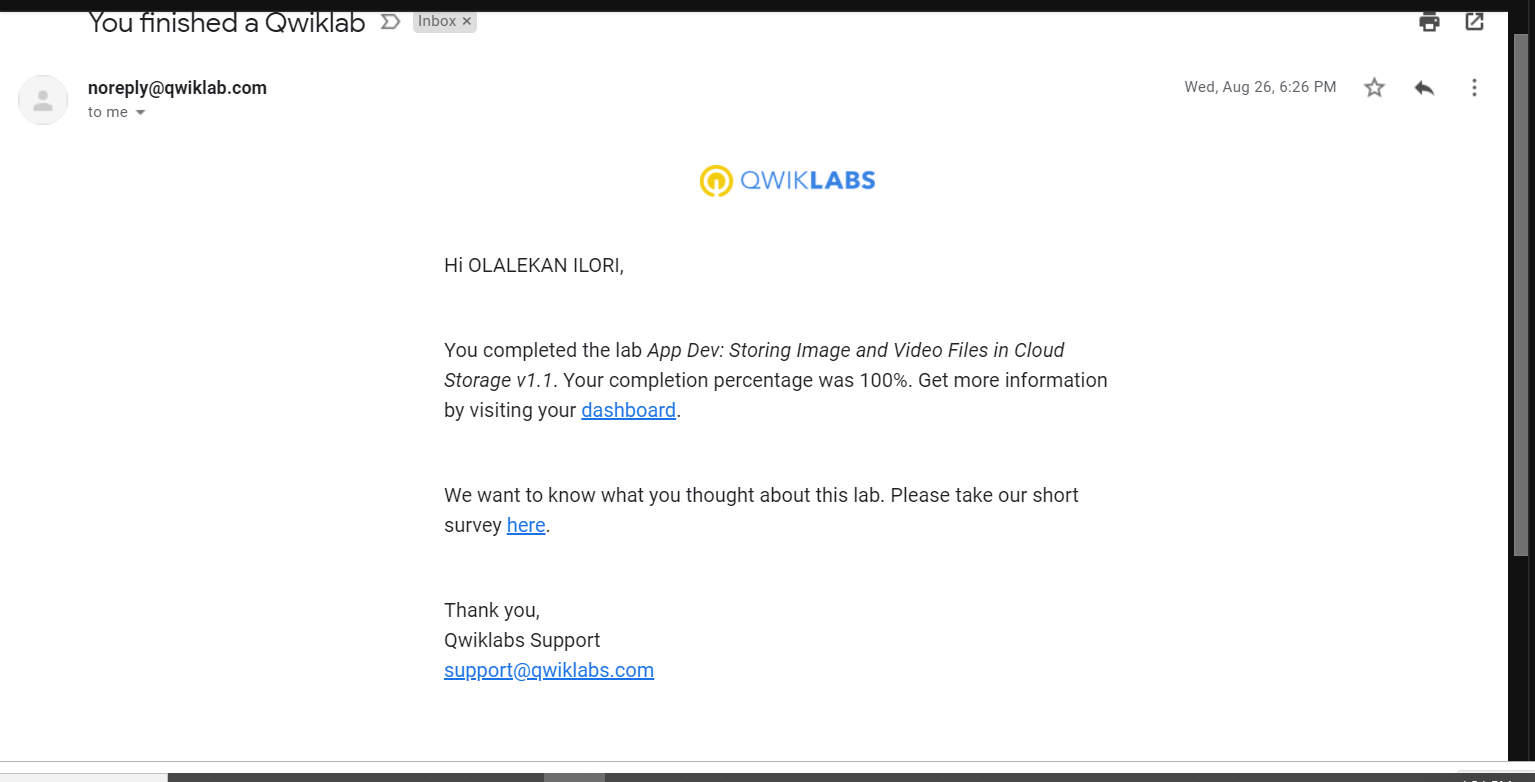 You finished a Qwiklab Inbox ×
noreply@qwiklab.com
Wed, Aug 26, 6:26 PM
to me
QWIKLABS
Hi OLALEKAN ILORI,
You completed the lab App Dev: Storing Image and Video Files in Cloud
Storage v1.1. Your completion percentage was 100%. Get more information
by visiting your dashboard.
We want to know what you thought about this lab. Please take our short
survey here.
Thank you,
Qwiklabs Support
support@qwiklabs.com